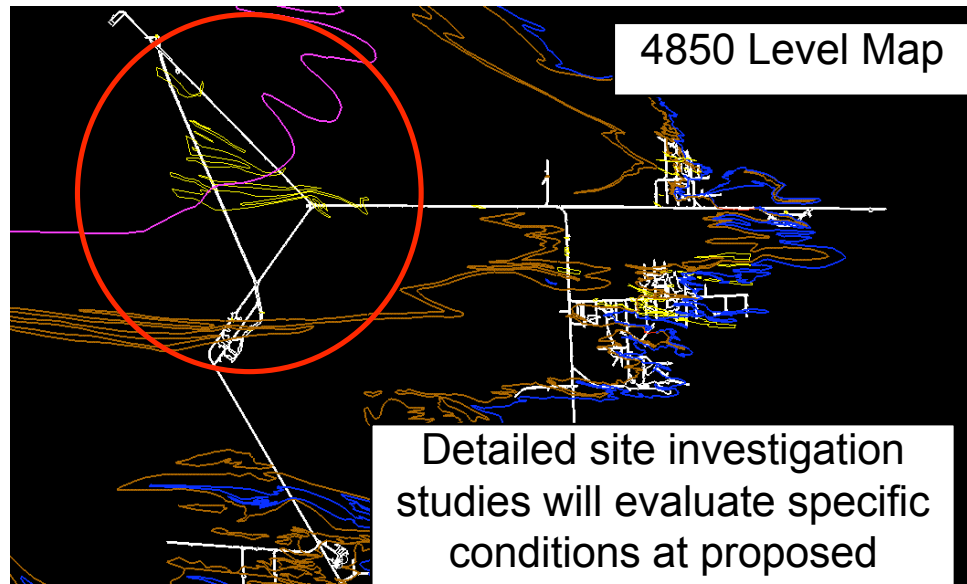 4850 Level Map
Detailed site investigation
studies will evaluate specific
conditions at proposed